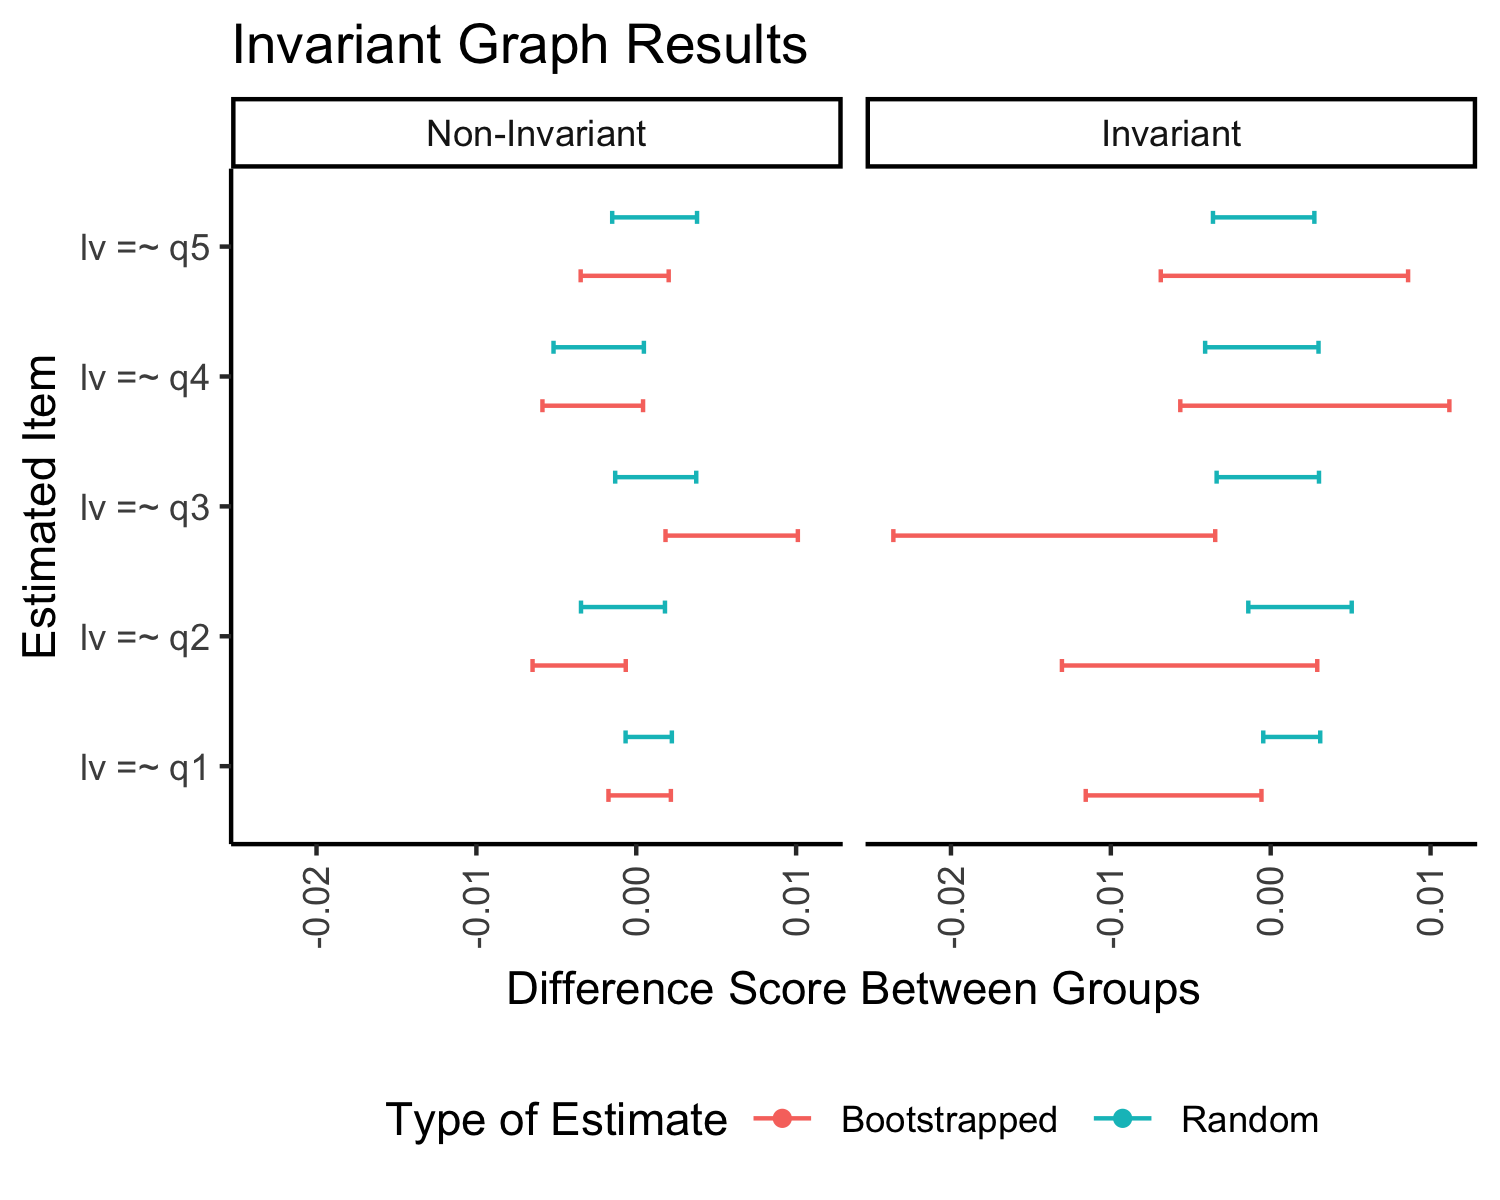 Invariant Graph Results
Non-Invariant
Invariant
Estimated Item
lv =~ q5
lv =~ q4
lv =~ q3
lv =~ q2
lv =~ q1
-0.02
-0.01
0.00
0.01
-0.02
-0.01
0.00
0.01
Difference Score Between Groups
Type of Estimate Bootstrapped Random